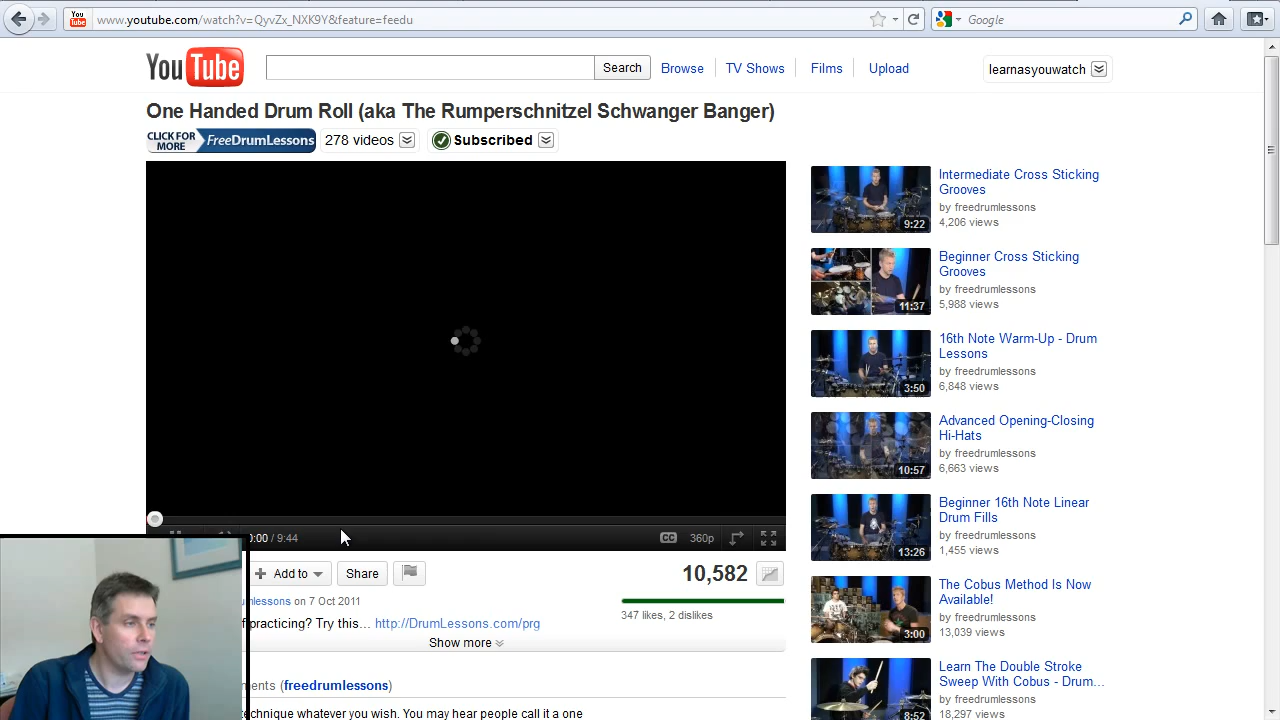 You
Tube
www.youtube.com/watch?v=QyvZx_NXK9Y&feature=feedu
Google
YouTube
Search
Browse
TV Shows
Films
Upload
learnasyouwatch
One Handed Drum Roll (aka The Rumperschnitzel Schwanger Banger)
CLICK FOR MORE FreeDrumLessons
278 videos
Subscribed
0:00 / 9:44
CC
360p
Add to
Share
10,582
on 7 Oct 2011
347 likes, 2 dislikes
practicing? Try this... http://DrumLessons.com/prg
Show more
(freedrumlessons)
whatever you wish. You may hear people call it a one
Intermediate Cross Sticking
Grooves
by freedrumlessons
4,206 views
9:22
Beginner Cross Sticking
Grooves
by freedrumlessons
5,988 views
11:37
16th Note Warm-Up - Drum
Lessons
by freedrumlessons
6,848 views
3:50
Advanced Opening-Closing
Hi-Hats
by freedrumlessons
6,663 views
10:57
Beginner 16th Note Linear
Drum Fills
by freedrumlessons
1,455 views
13:26
The Cobus Method Is Now
Available!
by freedrumlessons
13,039 views
3:00
Learn The Double Stroke
Sweep With Cobus - Drum...
by freedrumlessons
18,297 views
8:52